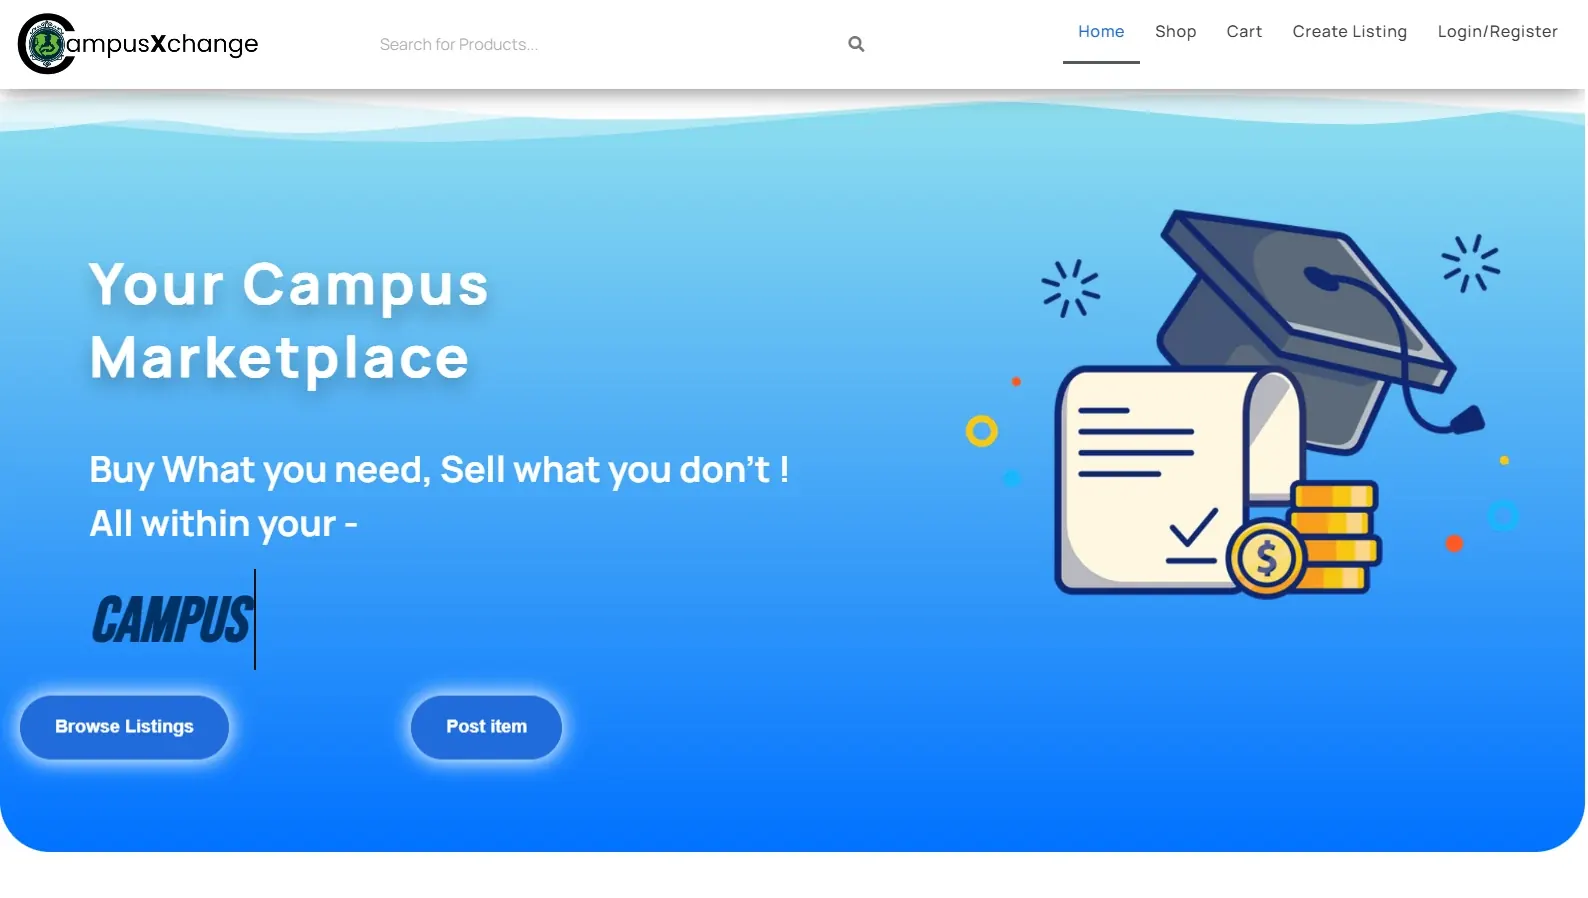 CampusXchange
Search for Products...
Home Shop Cart Create Listing Login/Register
Your Campus
Marketplace
Buy What you need, Sell what you don’t !
All within your -
CAMPUS
$
Browse Listings Post item